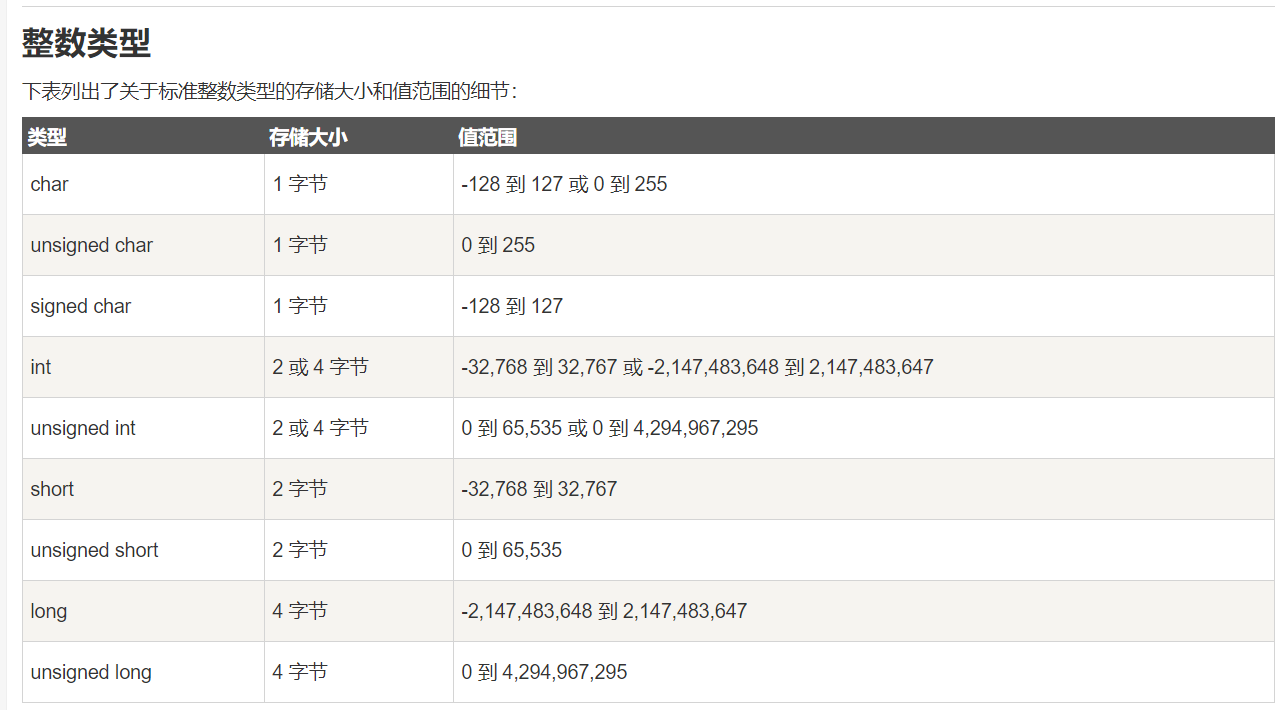 整数类型
下表列出了关于标准整数类型的存储大小和值范围的细节：
类型 存储大小 值范围
char 1 字节 -128 到 127 或 0 到 255
unsigned char 1 字节 0 到 255
signed char 1 字节 -128 到 127
int 2 或 4 字节 -32,768 到 32,767 或 -2,147,483,648 到 2,147,483,647
unsigned int 2 或 4 字节 0 到 65,535 或 0 到 4,294,967,295
short 2 字节 -32,768 到 32,767
unsigned short 2 字节 0 到 65,535
long 4 字节 -2,147,483,648 到 2,147,483,647
unsigned long 4 字节 0 到 4,294,967,295